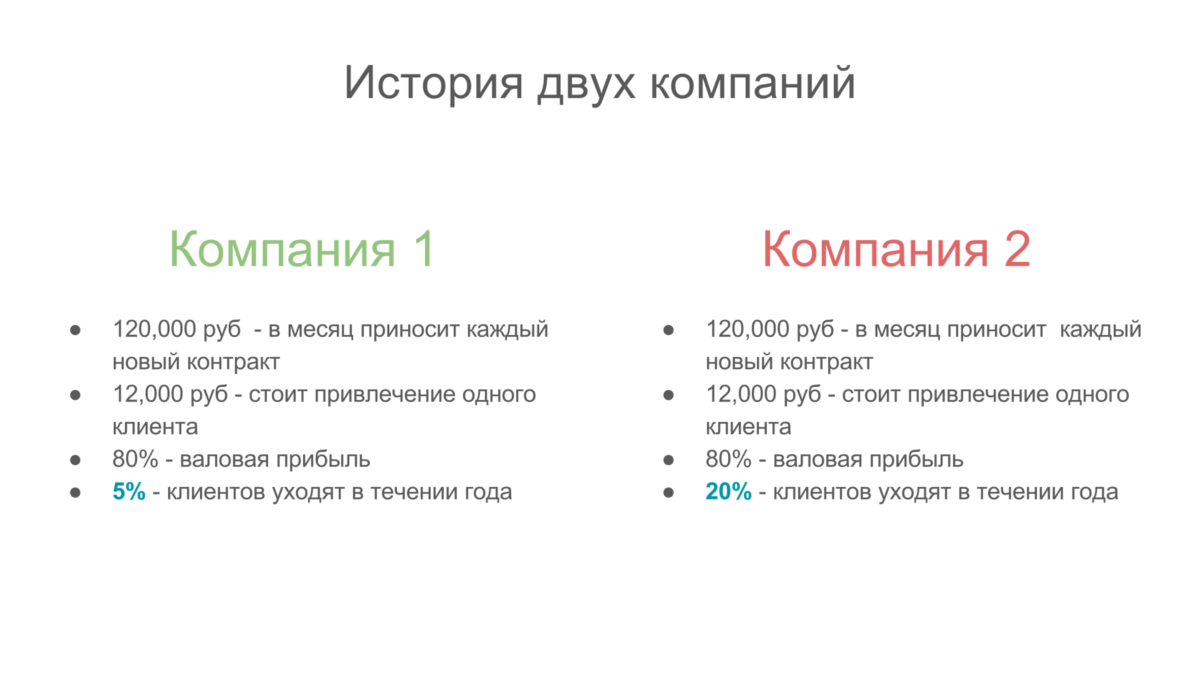 История двух компаний
Компания 1
● 120,000 руб  - в месяц приносит каждый
новый контракт
● 12,000 руб - стоит привлечение одного
клиента
● 80% - валовая прибыль
● 5% - клиентов уходят в течении года
Компания 2
● 120,000 руб - в месяц приносит  каждый
новый контракт
● 12,000 руб - стоит привлечение одного
клиента
● 80% - валовая прибыль
● 20% - клиентов уходят в течении года